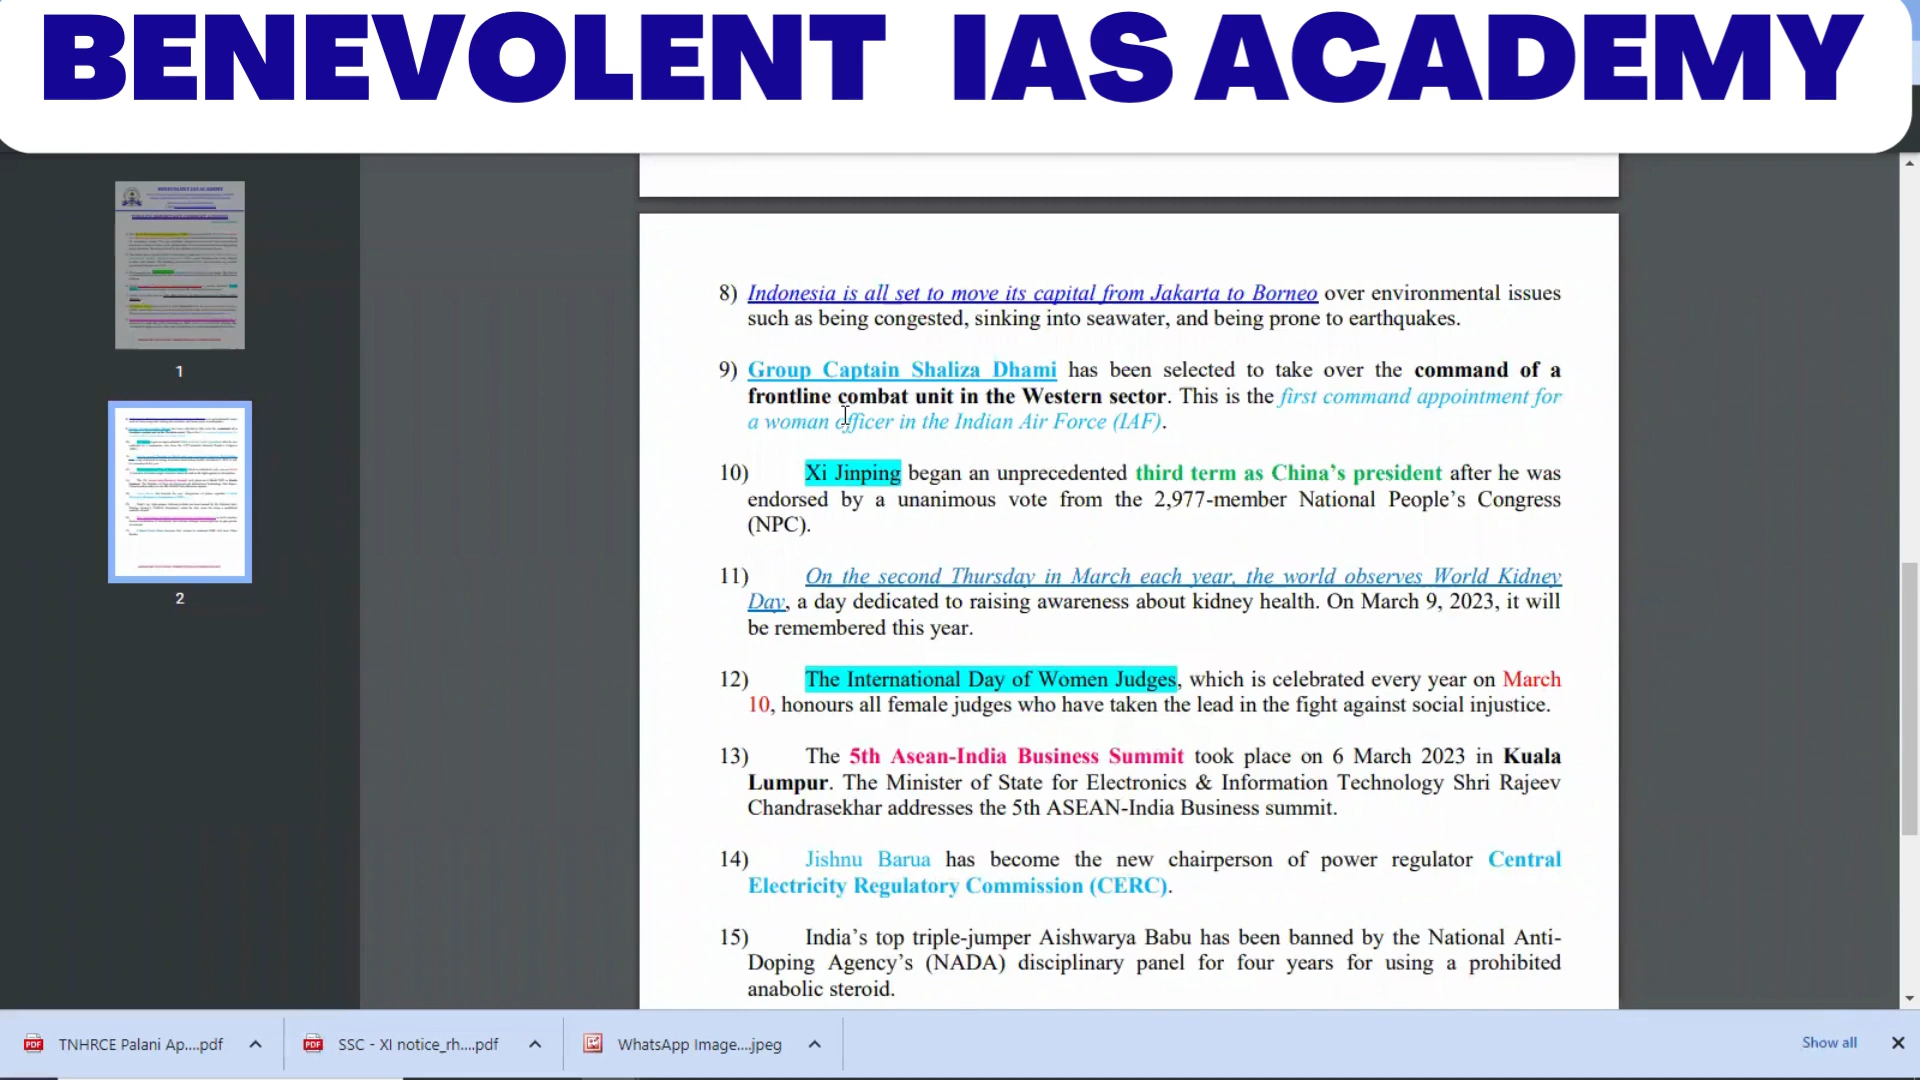 BENEVOLENT IAS ACADEMY
8) Indonesia is all set to move its capital from Jakarta to Borneo over environmental issues
such as being congested, sinking into seawater, and being prone to earthquakes.
9) Group Captain Shaliza Dhami has been selected to take over the command of a
frontline combat unit in the Western sector. This is the first command appointment for
a woman officer in the Indian Air Force (IAF).
10) Xi Jinping began an unprecedented third term as China's president after he was
endorsed by a unanimous vote from the 2,977-member National People's Congress
(NPC).
11) On the second Thursday in March each year, the world observes World Kidney
Day, a day dedicated to raising awareness about kidney health. On March 9, 2023, it will
be remembered this year.
12) The International Day of Women Judges, which is celebrated every year on March
10, honours all female judges who have taken the lead in the fight against social injustice.
13) The 5th Asean-India Business Summit took place on 6 March 2023 in Kuala
Lumpur. The Minister of State for Electronics & Information Technology Shri Rajeev
Chandrasekhar addresses the 5th ASEAN-India Business summit.
14) Jishnu Barua has become the new chairperson of power regulator Central
Electricity Regulatory Commission (CERC).
15) India's top triple-jumper Aishwarya Babu has been banned by the National Anti-
Doping Agency's (NADA) disciplinary panel for four years for using a prohibited
anabolic steroid.
1
2
TNHRCE Palani Ap....pdf
SSC - XI notice_rh....pdf
WhatsApp Image....jpeg
Show all